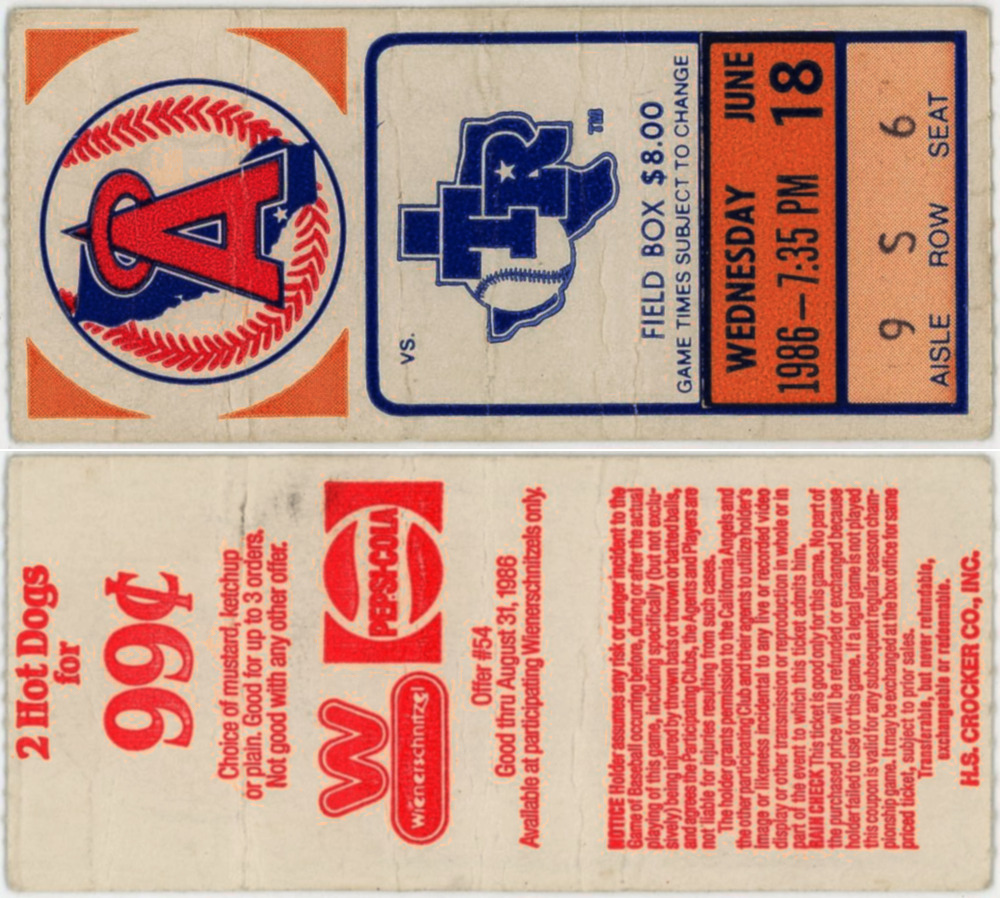 A
VS.
TR
TM
FIELD BOX $8.00
GAME TIMES SUBJECT TO CHANGE
WEDNESDAY JUNE
1986–7:35 PM 18
9 S 6
AISLE ROW SEAT
2 Hot Dogs
for
99¢
Choice of mustard, ketchup
or plain. Good for up to 3 orders.
Not good with any other offer.
W
wienerschnitzel
PEPSI-COLA
Offer #54
Good thru August 31, 1986
Available at participating Wienerschnitzels only.
NOTICE Holder assumes any risk or danger incident to the
Game of Baseball occurring before, during or after the actual
playing of this game, including specifically (but not exclu-
sively) being injured by thrown bats or thrown or batted balls,
and agrees the Participating Clubs, the Agents and Players are
not liable for injuries resulting from such cases.
The holder grants permission to the California Angels and
the other participating Club and their agents to utilize holder's
image or likeness incidental to any live or recorded video
display or other transmission or reproduction in whole or in
part of the event to which this ticket admits him.
RAIN CHECK This ticket is good only for this game. No part of
the purchased price will be refunded or exchanged because
holder failed to use for this game. If a legal game is not played
this coupon is valid for any subsequent regular season cham-
pionship game. It may be exchanged at the box office for same
priced ticket, subject to prior sales.
Transferable, but never refundable,
exchangeable or redeemable.
H.S. CROCKER CO., INC.